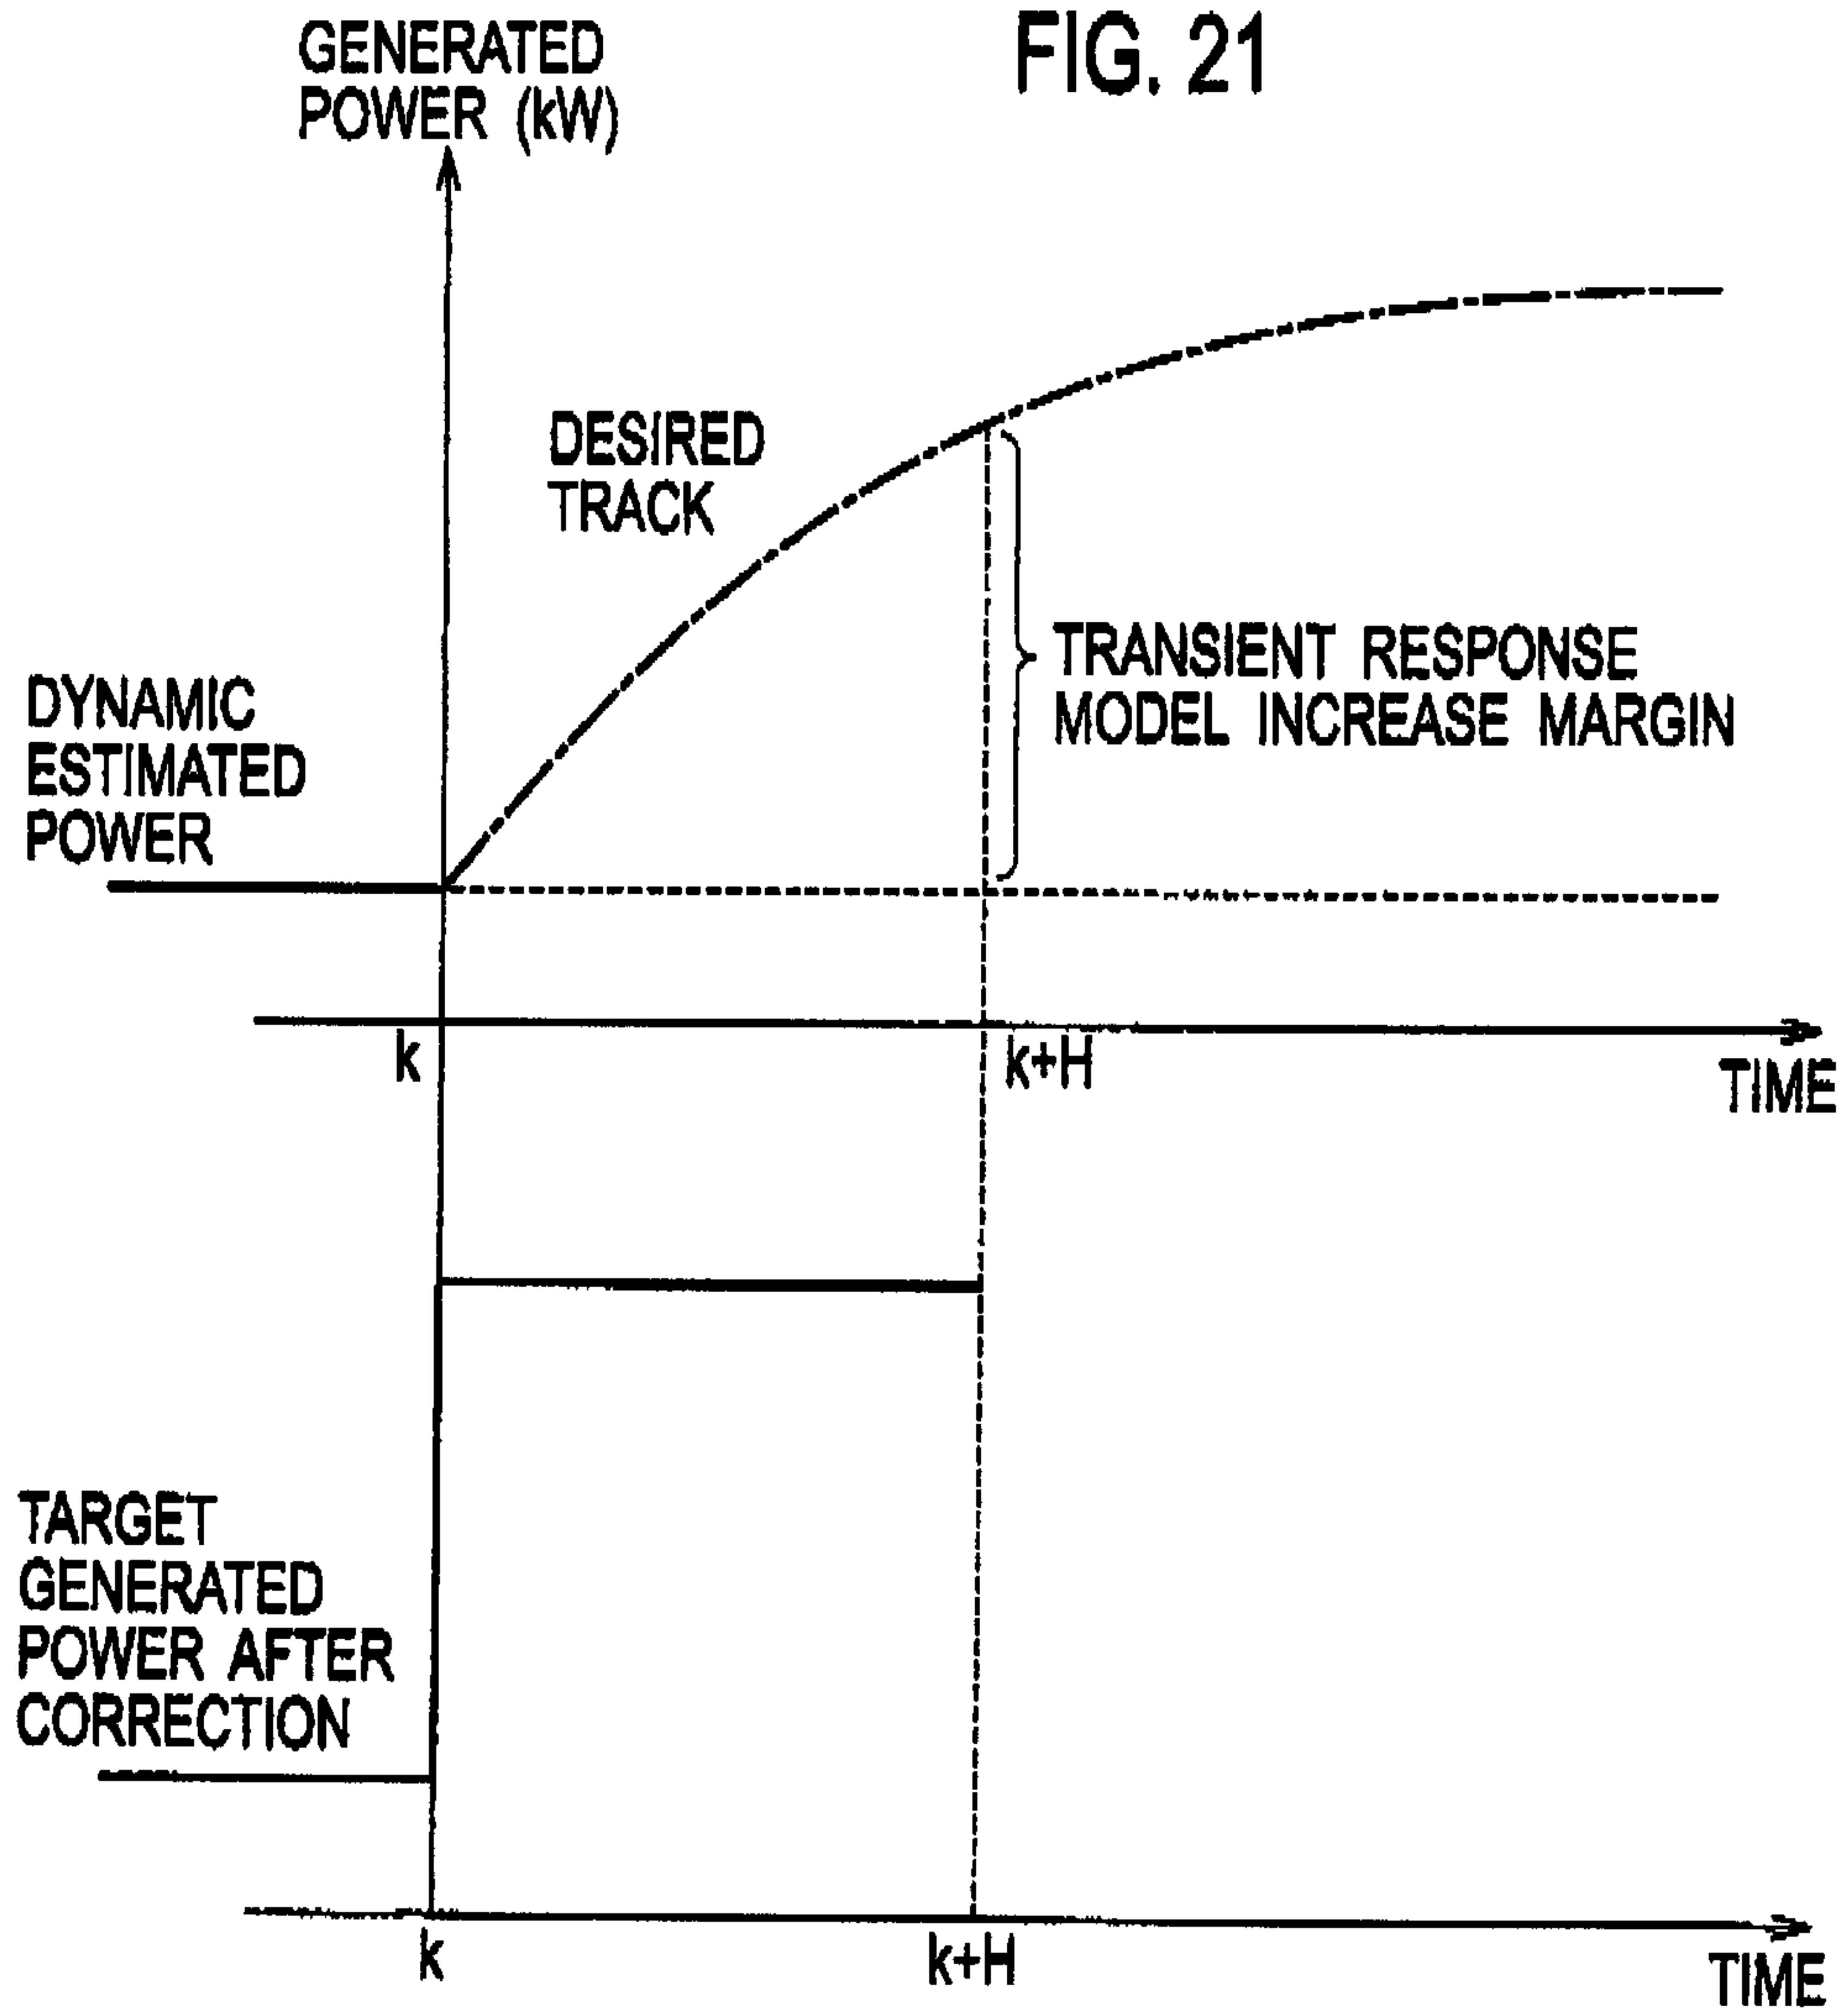 FIG. 21
GENERATED
POWER (kW)
DESIRED
TRACK
TRANSIENT RESPONSE
MODEL INCREASE MARGIN
DYNAMIC
ESTIMATED
POWER
k
k+H
TIME
TARGET
GENERATED
POWER AFTER
CORRECTION
k
k+H
TIME